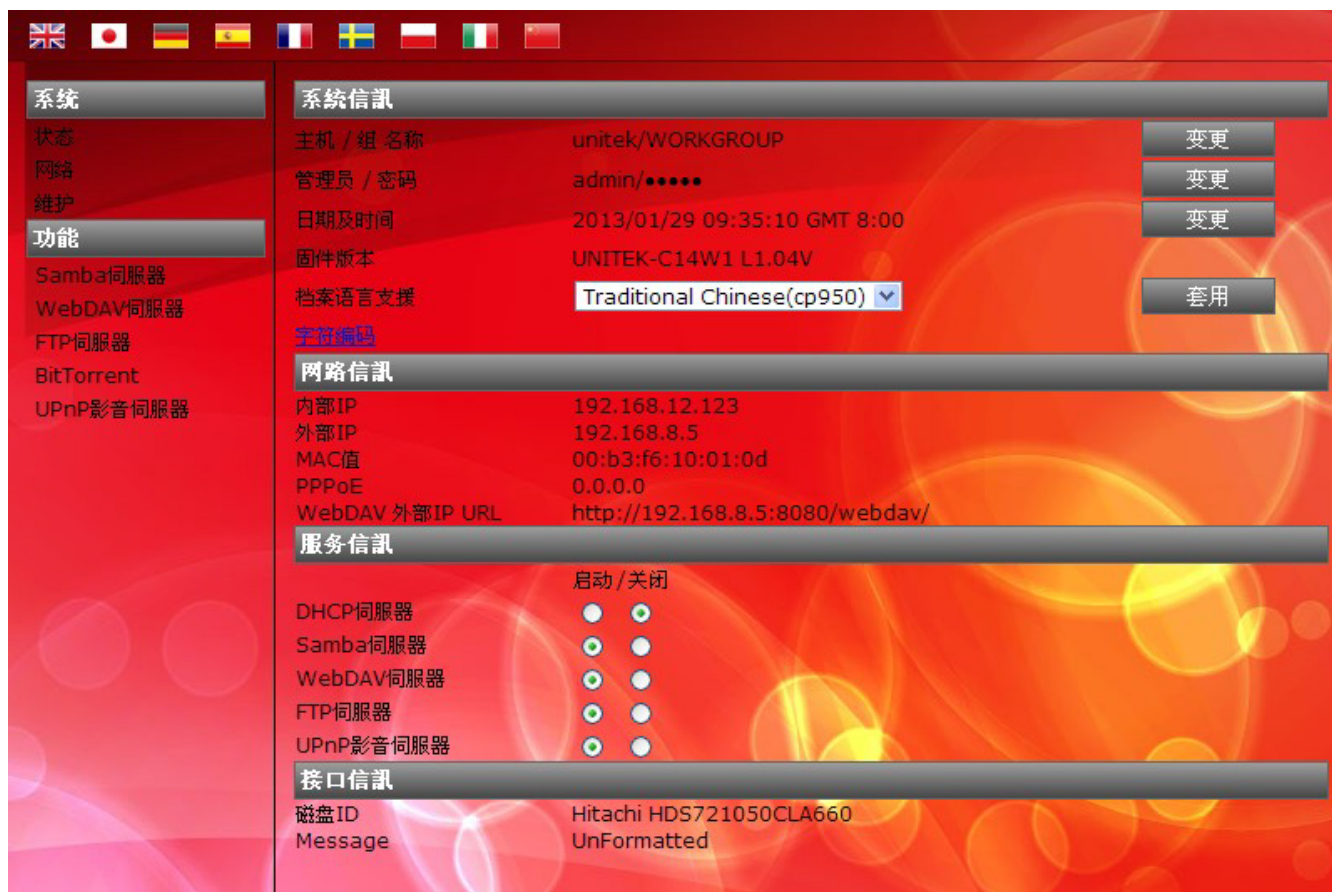 系统
状态
网络
维护
功能
Samba伺服器
WebDAV伺服器
FTP伺服器
BitTorrent
UPnP影音伺服器
系統信訊
主机 / 组 名称 unitek/WORKGROUP 变更
管理员 / 密码 admin/●●●●● 变更
日期及时间 2013/01/29 09:35:10 GMT 8:00 变更
固件版本 UNITEK-C14W1 L1.04V
档案语言支援 Traditional Chinese(cp950) 套用
字符编码
网路信訊
内部IP 192.168.12.123
外部IP 192.168.8.5
MAC值 00:b3:f6:10:01:0d
PPPoE 0.0.0.0
WebDAV 外部IP URL http://192.168.8.5:8080/webdav/
服务信訊
启动/关闭
DHCP伺服器
Samba伺服器
WebDAV伺服器
FTP伺服器
UPnP影音伺服器
接口信訊
磁盘ID Hitachi HDS721050CLA660
Message UnFormatted